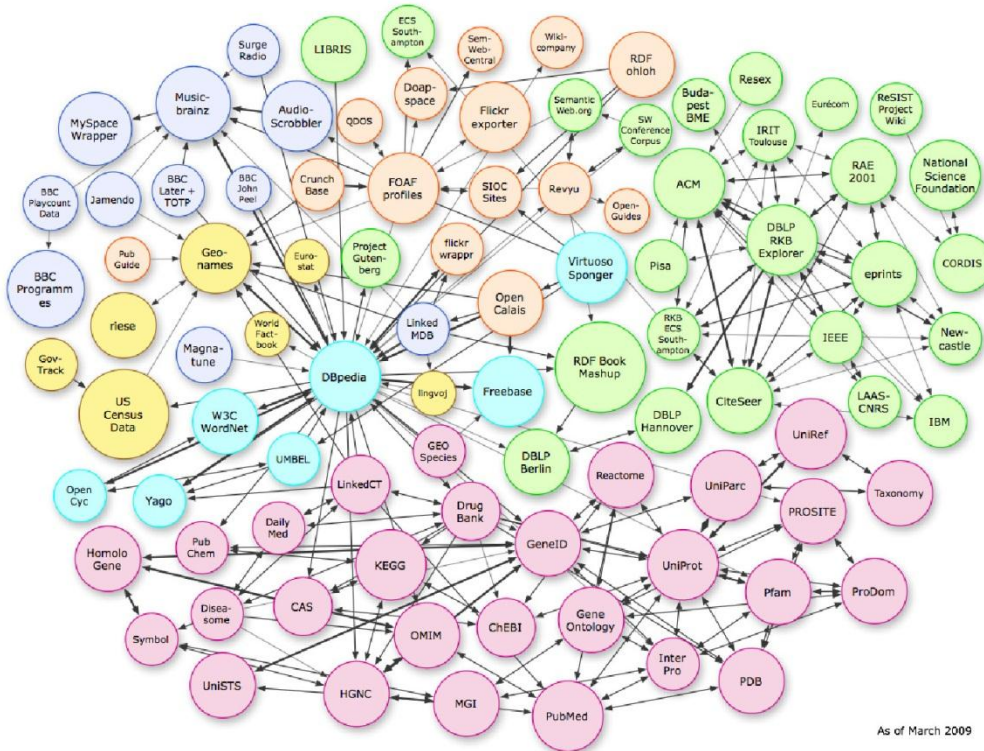 ECS
South-
ampton
Surge
Radio
LIBRIS
Sem-
Web-
Central
Wiki-
company
RDF
ohloh
Music-
brainz
Doap-
space
Resex
MySpace
Wrapper
Audio-
Scrobbler
Flickr
exporter
Semantic
Web.org
Buda-
pest
BME
Eurécom
ReSIST
Project
Wiki
QDOS
SW
Conference
Corpus
IRIT
Toulouse
RAE
2001
National
Science
Foundation
BBC
Playcount
Data
Jamendo
BBC
Later +
TOTP
BBC
John
Peel
Crunch
Base
FOAF
profiles
SIOC
Sites
Revyu
ACM
Open-
Guides
DBLP
RKB
Explorer
Pub
Guide
Geo-
names
Euro-
stat
Project
Guten-
berg
flickr
wrappr
Virtuoso
Sponger
Pisa
eprints
CORDIS
BBC
Programm
es
riese
World
Fact-
book
Linked
MDB
Open
Calais
RKB
ECS
South-
ampton
IEEE
New-
castle
Gov-
Track
Magna-
tune
DBpedia
RDF Book
Mashup
US
Census
Data
W3C
WordNet
lingvoj
Freebase
CiteSeer
LAAS-
CNRS
IBM
DBLP
Hannover
UMBEL
GEO
Species
DBLP
Berlin
UniRef
Open
Cyc
Yago
LinkedCT
Reactome
UniParc
Taxonomy
Drug
Bank
PROSITE
Daily
Med
Pub
Chem
Homolo
Gene
KEGG
GeneID
UniProt
Pfam
ProDom
Disea-
some
CAS
ChEBI
Gene
Ontology
Symbol
OMIM
Inter
Pro
UniSTS
HGNC
MGI
PubMed
PDB
As of March 2009